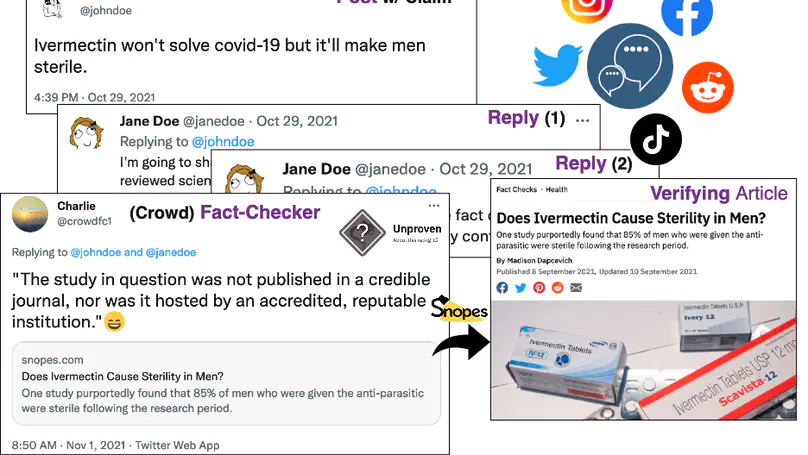 Post w/ Claim
@johndoe
Ivermectin won't solve covid-19 but it'll make men
sterile.
4:39 PM · Oct 29, 2021
Jane Doe @janedoe · Oct 29, 2021
Reply (1) ···
Replying to @johndoe
I'm going to sh
reviewed scien
Jane Doe @janedoe · Oct 29, 2021
Reply (2)
Replying to @johndoe
e fact c
y con
Charlie
@crowdfc1
(Crowd) Fact-Checker
···
Unproven
About this rating
Replying to @johndoe and @janedoe
"The study in question was not published in a credible
journal, nor was it hosted by an accredited, reputable
institution."😄
snopes.com
Does Ivermectin Cause Sterility in Men?
One study purportedly found that 85% of men who were given the anti-parasitic
were sterile following the research period.
8:50 AM · Nov 1, 2021 · Twitter Web App
Snopes
Fact Checks · Health
Verifying Article
Does Ivermectin Cause Sterility in Men?
One study purportedly found that 85% of men who were given the anti-
parasitic were sterile following the research period.
By Madison Dapcevich
Published 8 September 2021, Updated 10 September 2021
Ivermectin Tablets
IV-12
Ivermectin Tablets U.S.P.
Ivery 12
Ivermectin Tablets USP 12 mg
Scavista-12